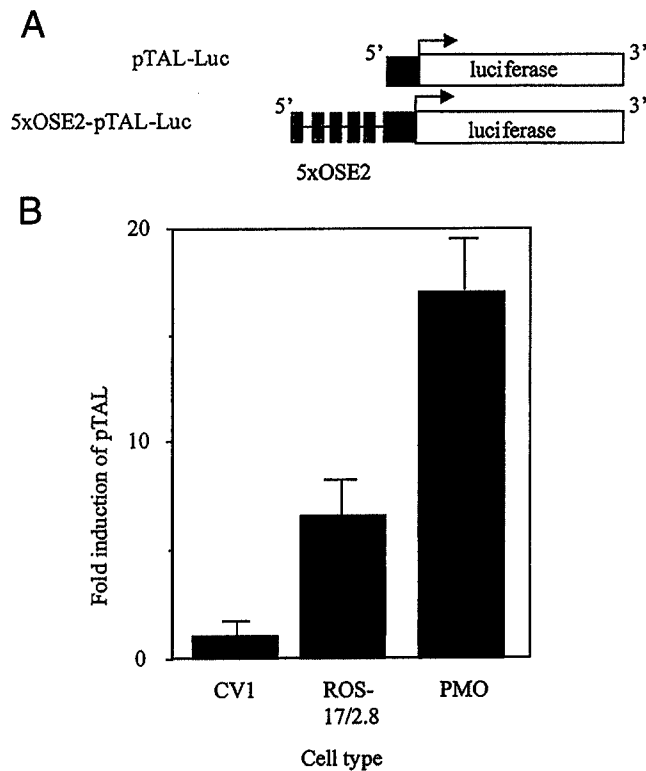 A
pTAL-Luc
5’
3’
luciferase
5xOSE2-pTAL-Luc
5’
3’
luciferase
5xOSE2
B
Fold induction of pTAL
20
10
0
CV1
ROS-
17/2.8
PMO
Cell type